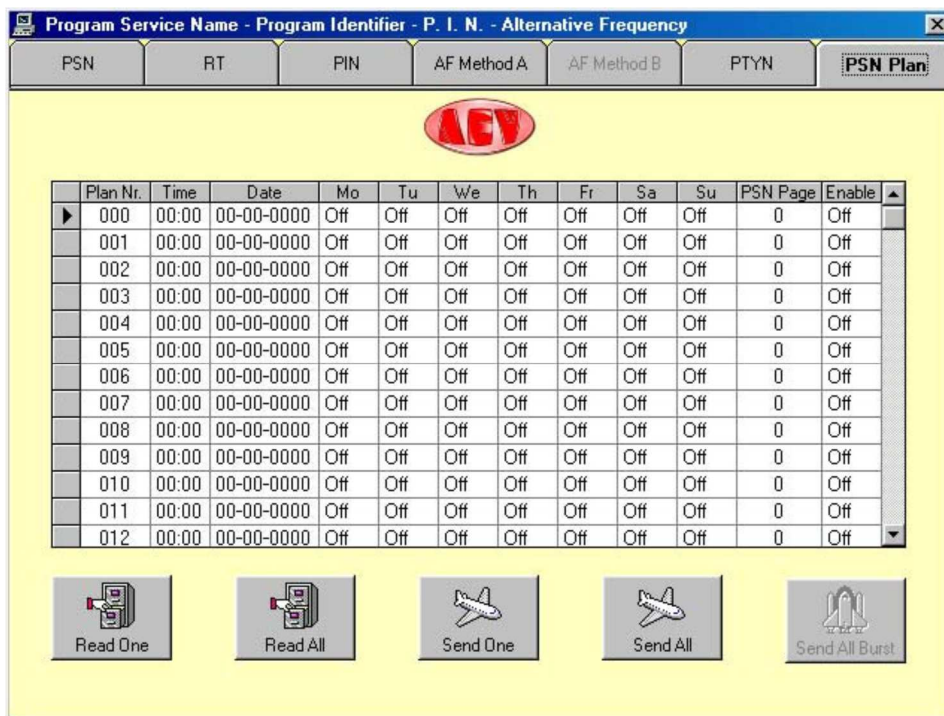 Program Service Name - Program Identifier - P. I. N. - Alternative Frequency
PSN RT PIN AF Method A AF Method B PTYN PSN Plan
AEV
Plan Nr. Time Date Mo Tu We Th Fr Sa Su PSN Page Enable
000 00:00 00-00-0000 Off Off Off Off Off Off Off 0 Off
001 00:00 00-00-0000 Off Off Off Off Off Off Off 0 Off
002 00:00 00-00-0000 Off Off Off Off Off Off Off 0 Off
003 00:00 00-00-0000 Off Off Off Off Off Off Off 0 Off
004 00:00 00-00-0000 Off Off Off Off Off Off Off 0 Off
005 00:00 00-00-0000 Off Off Off Off Off Off Off 0 Off
006 00:00 00-00-0000 Off Off Off Off Off Off Off 0 Off
007 00:00 00-00-0000 Off Off Off Off Off Off Off 0 Off
008 00:00 00-00-0000 Off Off Off Off Off Off Off 0 Off
009 00:00 00-00-0000 Off Off Off Off Off Off Off 0 Off
010 00:00 00-00-0000 Off Off Off Off Off Off Off 0 Off
011 00:00 00-00-0000 Off Off Off Off Off Off Off 0 Off
012 00:00 00-00-0000 Off Off Off Off Off Off Off 0 Off
Read One Read All Send One Send All Send All Burst